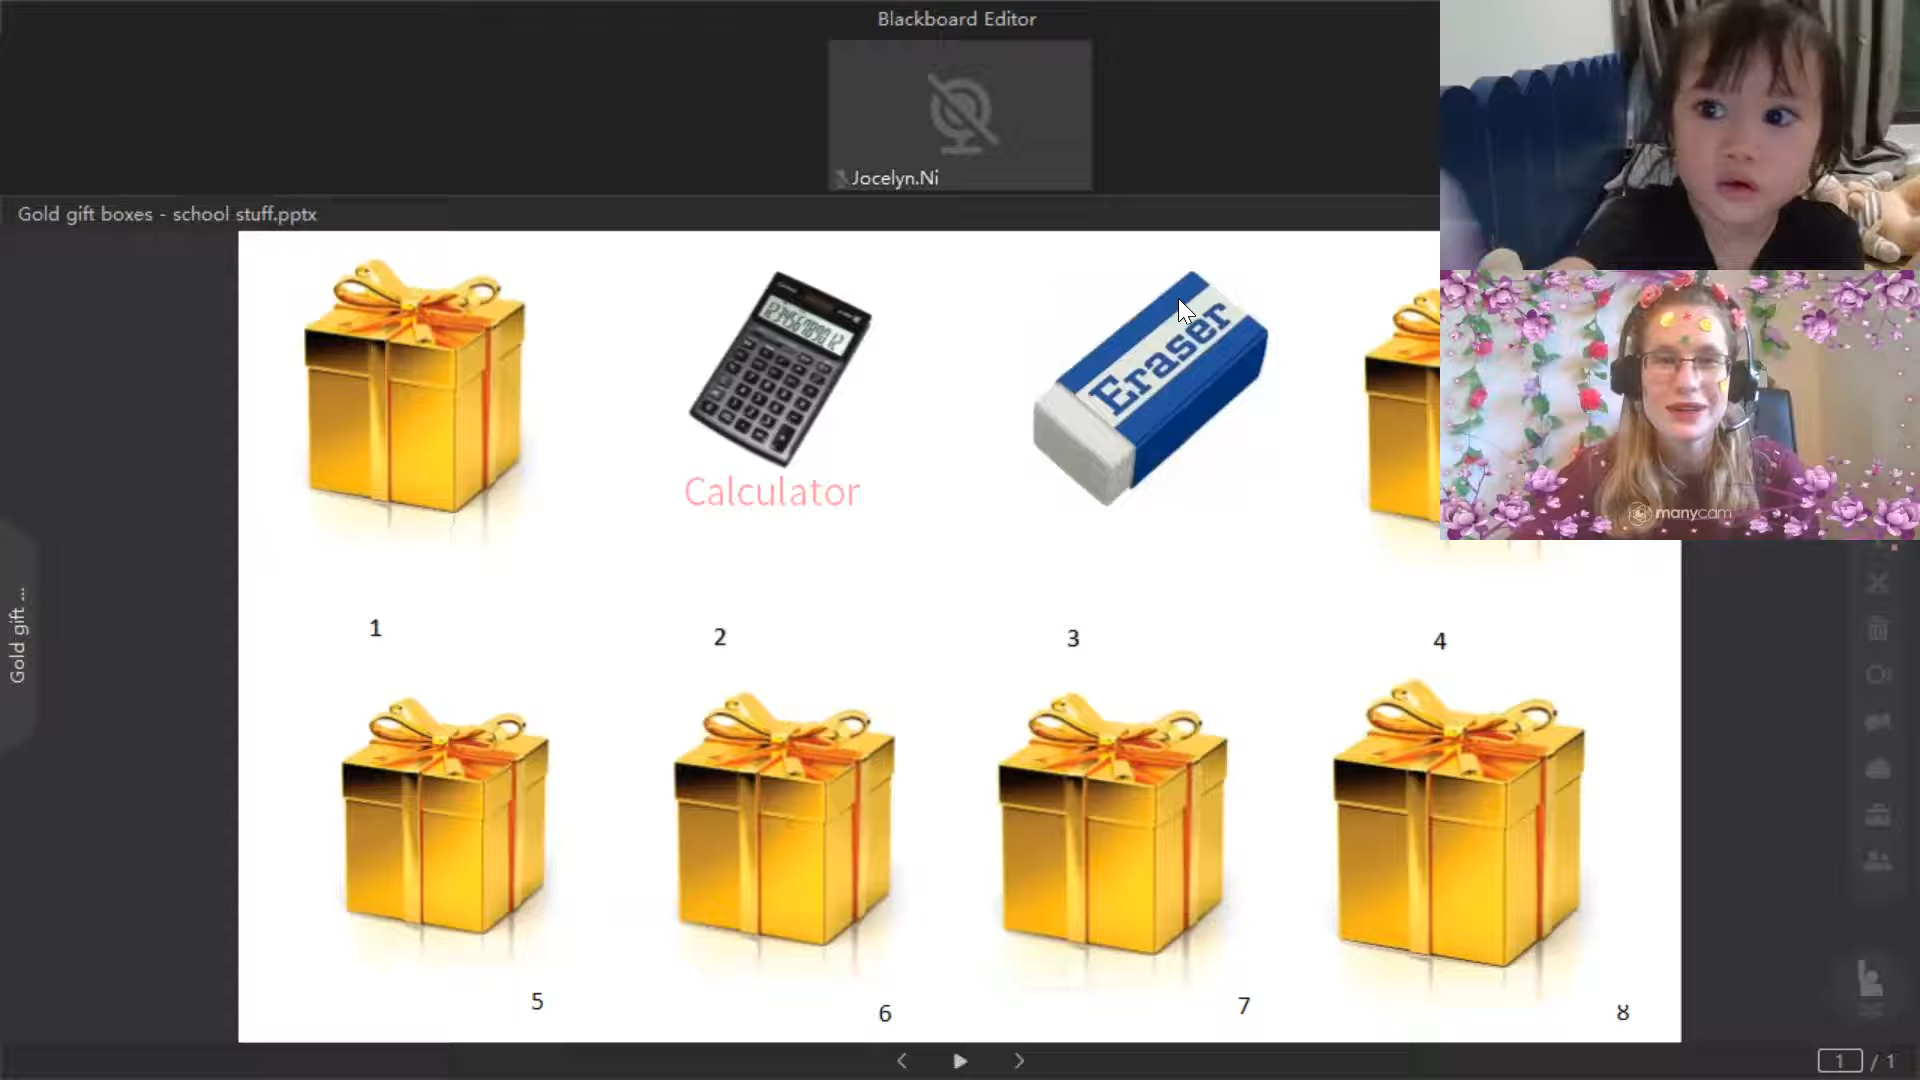 Blackboard Editor
Jocelyn.Ni
Gold gift boxes - school stuff.pptx
123456789012
Eraser
Calculator
manycam
Gold gift ...
1
2
3
4
5
6
7
8
1 / 1